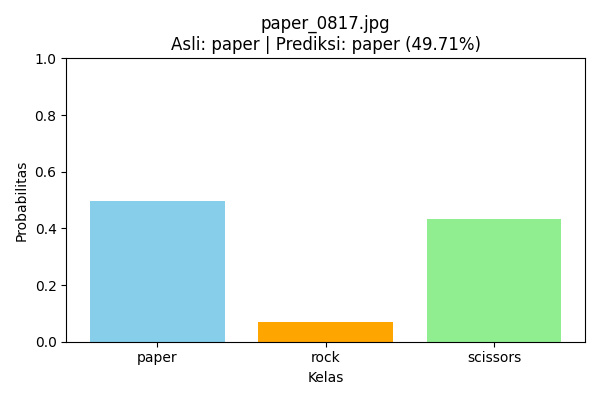 paper_0817.jpg
Asli: paper | Prediksi: paper (49.71%)
1.0
0.8
0.6
0.4
0.2
0.0
Probabilitas
paper
rock
scissors
Kelas